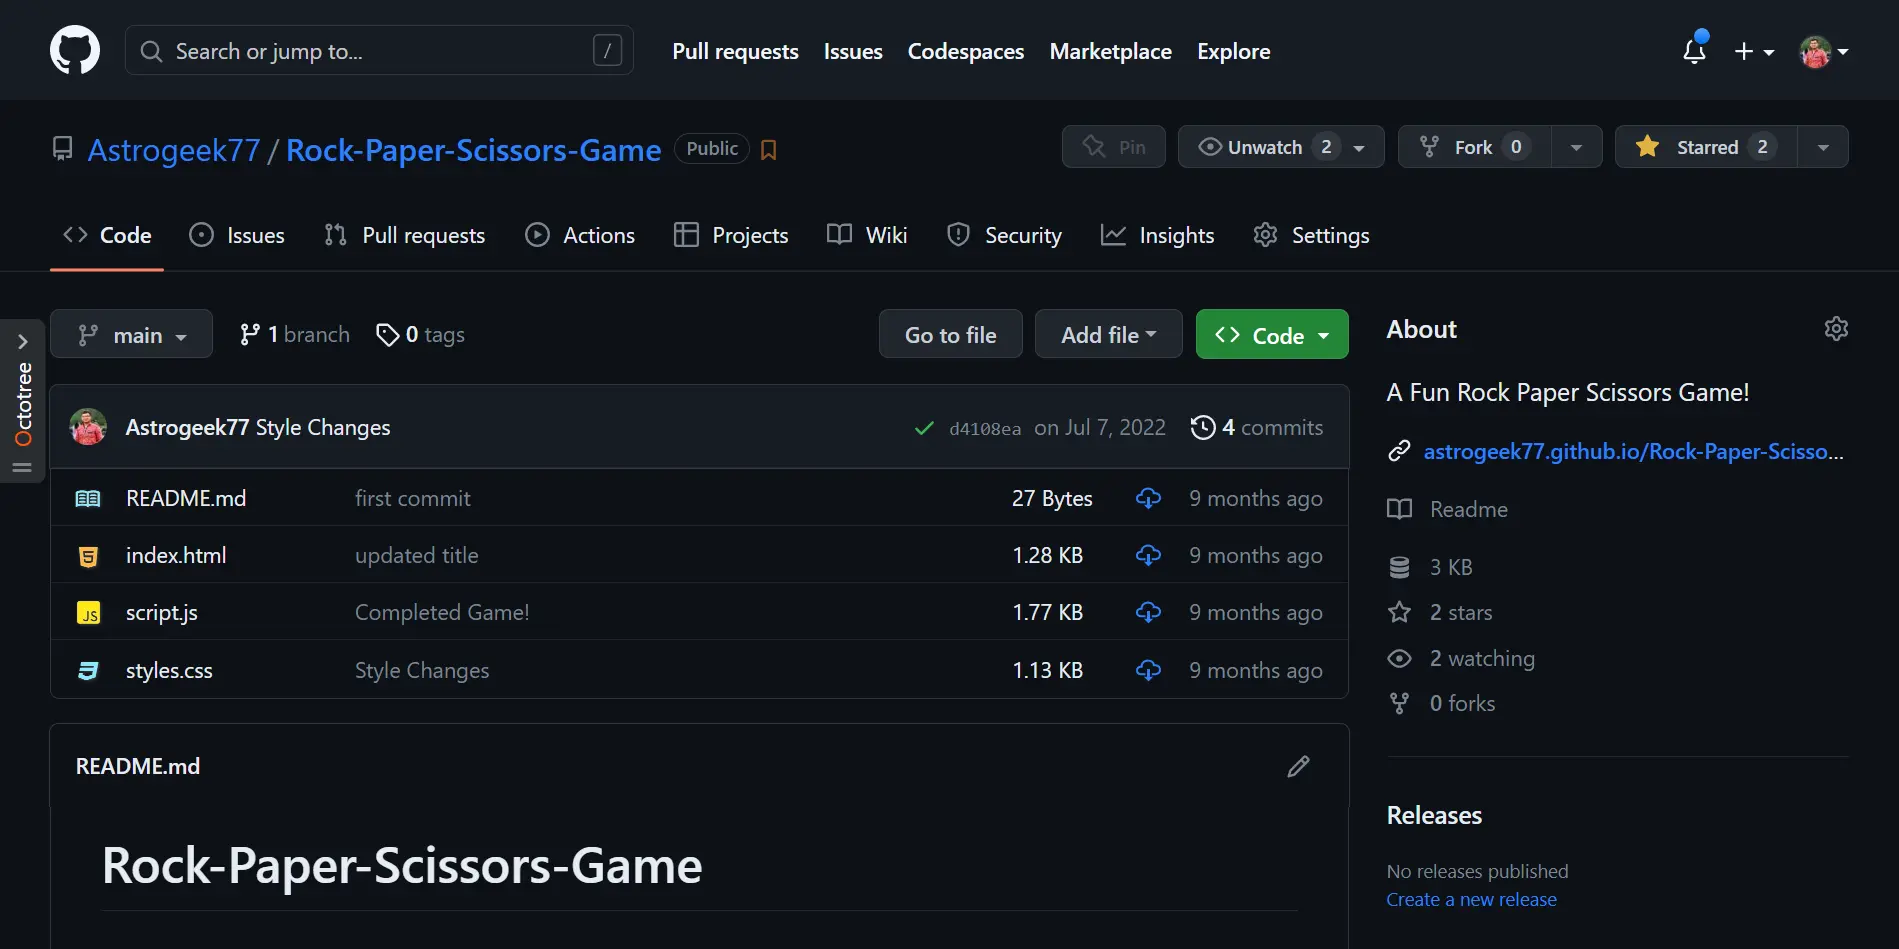 Search or jump to... / Pull requests Issues Codespaces Marketplace Explore
Astrogeek77 / Rock-Paper-Scissors-Game Public Pin Unwatch 2 Fork 0 Starred 2
Code Issues Pull requests Actions Projects Wiki Security Insights Settings
Octotree
main 1 branch 0 tags Go to file Add file Code
Astrogeek77 Style Changes d4108ea on Jul 7, 2022 4 commits
README.md first commit 27 Bytes 9 months ago
5 index.html updated title 1.28 KB 9 months ago
JS script.js Completed Game! 1.77 KB 9 months ago
3 styles.css Style Changes 1.13 KB 9 months ago
README.md
Rock-Paper-Scissors-Game
About
A Fun Rock Paper Scissors Game!
astrogeek77.github.io/Rock-Paper-Scisso...
Readme
3 KB
2 stars
2 watching
0 forks
Releases
No releases published
Create a new release